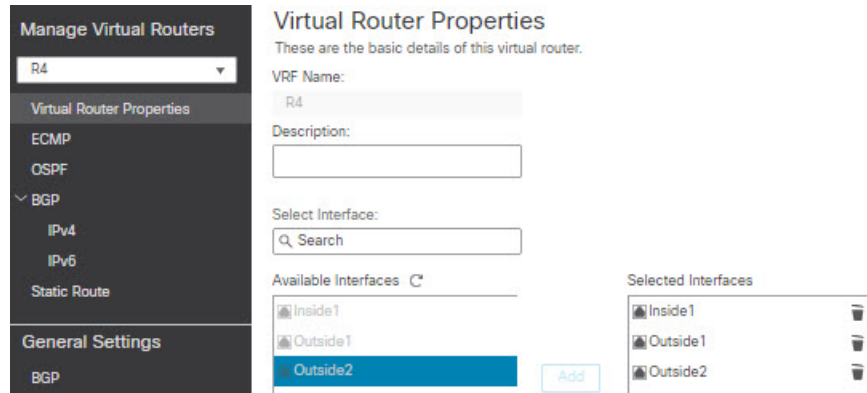 Manage Virtual Routers
R4
Virtual Router Properties
ECMP
OSPF
BGP
IPv4
IPv6
Static Route
General Settings
BGP
Virtual Router Properties
These are the basic details of this virtual router.
VRF Name:
R4
Description:
Select Interface:
Search
Available Interfaces
Inside1
Outside1
Outside2
Add
Selected Interfaces
Inside1
Outside1
Outside2